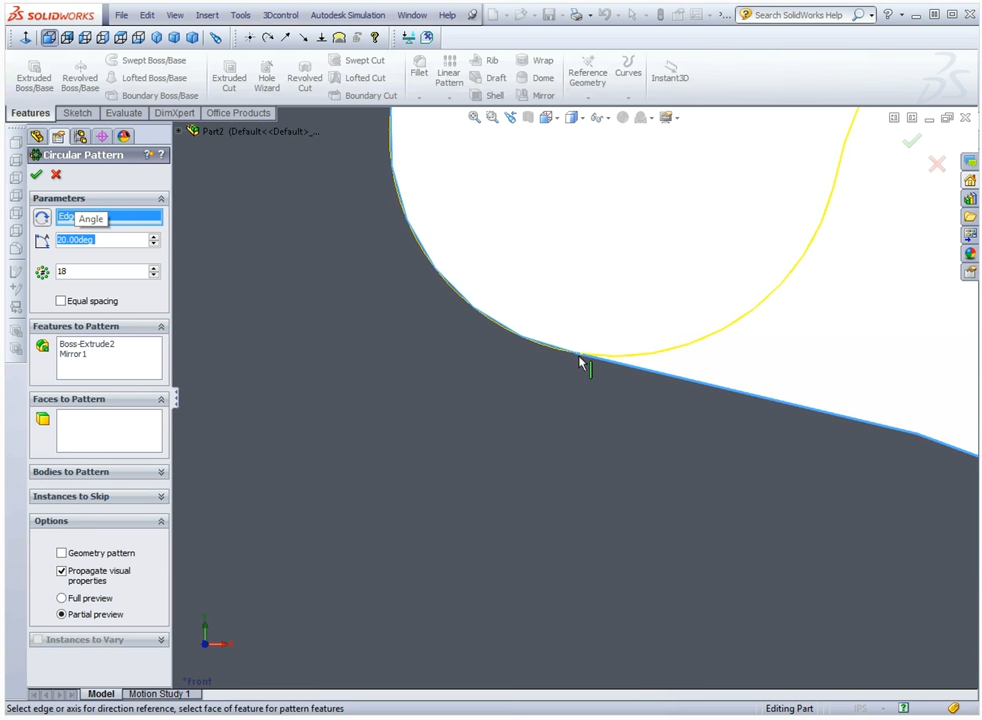 SOLIDWORKS
File Edit View Insert Tools 3Dcontrol Autodesk Simulation Window Help
Search SolidWorks Help
Extruded Boss/Base
Revolved Boss/Base
Swept Boss/Base
Lofted Boss/Base
Boundary Boss/Base
Extruded Cut
Hole Wizard
Revolved Cut
Swept Cut
Lofted Cut
Boundary Cut
Fillet
Linear Pattern
Rib
Draft
Shell
Wrap
Dome
Mirror
Reference Geometry
Curves
Instant3D
Features Sketch Evaluate DimXpert Office Products
Part2 (Default<<Default>_...
Circular Pattern
Parameters
Edge
Angle
20.00deg
18
Equal spacing
Features to Pattern
Boss-Extrude2
Mirror1
Faces to Pattern
Bodies to Pattern
Instances to Skip
Options
Geometry pattern
Propagate visual
properties
Full preview
Partial preview
Instances to Vary
*Front
Model Motion Study 1
Select edge or axis for direction reference, select face of feature for pattern features
Editing Part
IPS